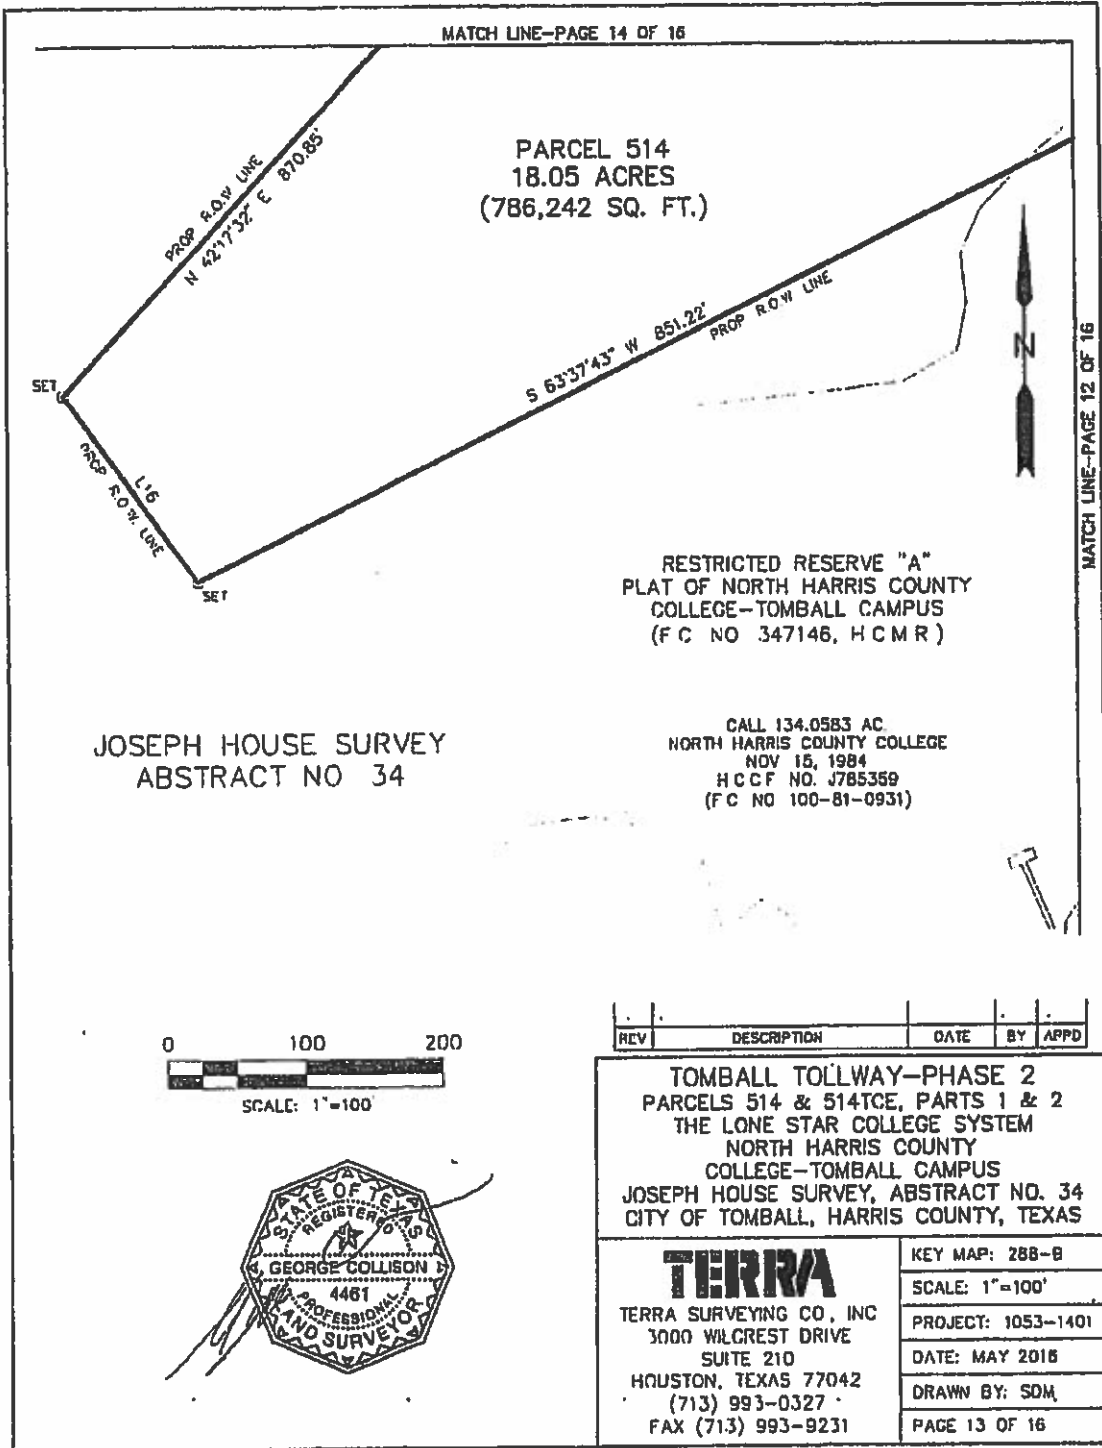 MATCH LINE-PAGE 14 OF 16
PARCEL 514
18.05 ACRES
(786,242 SQ. FT.)
PROP R.O.W LINE
N 42°17'32" E 870.85'
S 63°37'43" W 851.22'
PROP R.O.W LINE
N
MATCH LINE-PAGE 12 OF 16
SET
L16
PROP R.O.W. LINE
SET
RESTRICTED RESERVE "A"
PLAT OF NORTH HARRIS COUNTY
COLLEGE-TOMBALL CAMPUS
(F C NO 347146, H C M R )
JOSEPH HOUSE SURVEY
ABSTRACT NO 34
CALL 134.0583 AC.
NORTH HARRIS COUNTY COLLEGE
NOV 15, 1984
H C C F NO. J785359
(F C NO 100-81-0931)
0 100 200
SCALE: 1"=100'
REV DESCRIPTION DATE BY APPD
TOMBALL TOLLWAY-PHASE 2
PARCELS 514 & 514TCE, PARTS 1 & 2
THE LONE STAR COLLEGE SYSTEM
NORTH HARRIS COUNTY
COLLEGE-TOMBALL CAMPUS
JOSEPH HOUSE SURVEY, ABSTRACT NO. 34
CITY OF TOMBALL, HARRIS COUNTY, TEXAS
STATE OF TEXAS
REGISTERED
GEORGE COLLISON
4461
PROFESSIONAL
LAND SURVEYOR
TERRA
TERRA SURVEYING CO, INC
3000 WILCREST DRIVE
SUITE 210
HOUSTON, TEXAS 77042
(713) 993-0327
FAX (713) 993-9231
KEY MAP: 288-B
SCALE: 1"=100'
PROJECT: 1053-1401
DATE: MAY 2016
DRAWN BY: SDM
PAGE 13 OF 16